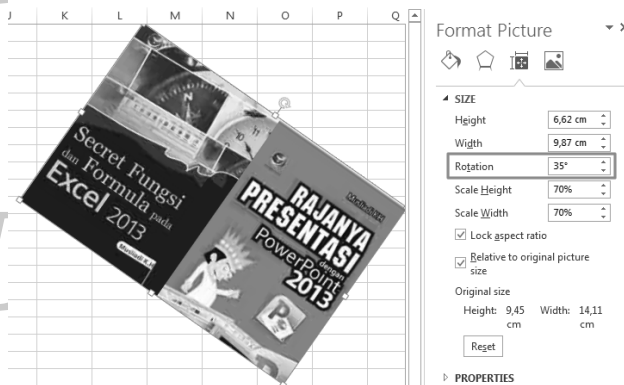 J K L M N O P Q
Secret Fungsi
dan Formula pada
Excel 2013
Musliadi KH
RAJANYA
PRESENTASI
dengan
PowerPoint
2013
Format Picture
SIZE
Height 6,62 cm
Width 9,87 cm
Rotation 35°
Scale Height 70%
Scale Width 70%
Lock aspect ratio
Relative to original picture
size
Original size
Height: 9,45 Width: 14,11
cm cm
Reset
PROPERTIES